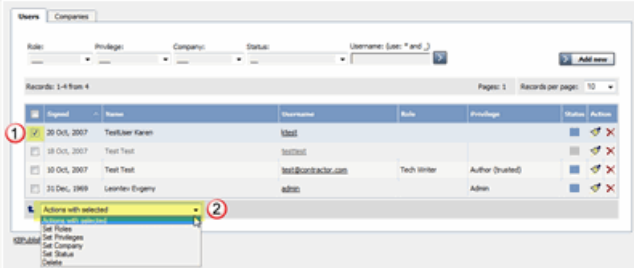 Users Companies
Role: Privilege: Company: Status: Username: (use: * and _)
Add new
Records: 1-4 from 4 Pages: 1 Records per page: 10
Signed Name Username Role Privilege Status Action
1 20 Oct, 2007 TestUser Karen ktest
18 Oct, 2007 Test Test testtest
10 Oct, 2007 Test Test test@contractor.com Tech Writer Author (trusted)
31 Dec, 1969 Leontev Evgeny admin Admin
Actions with selected 2
Actions with selected
Set Roles
Set Privileges
Set Company
Set Status
Delete